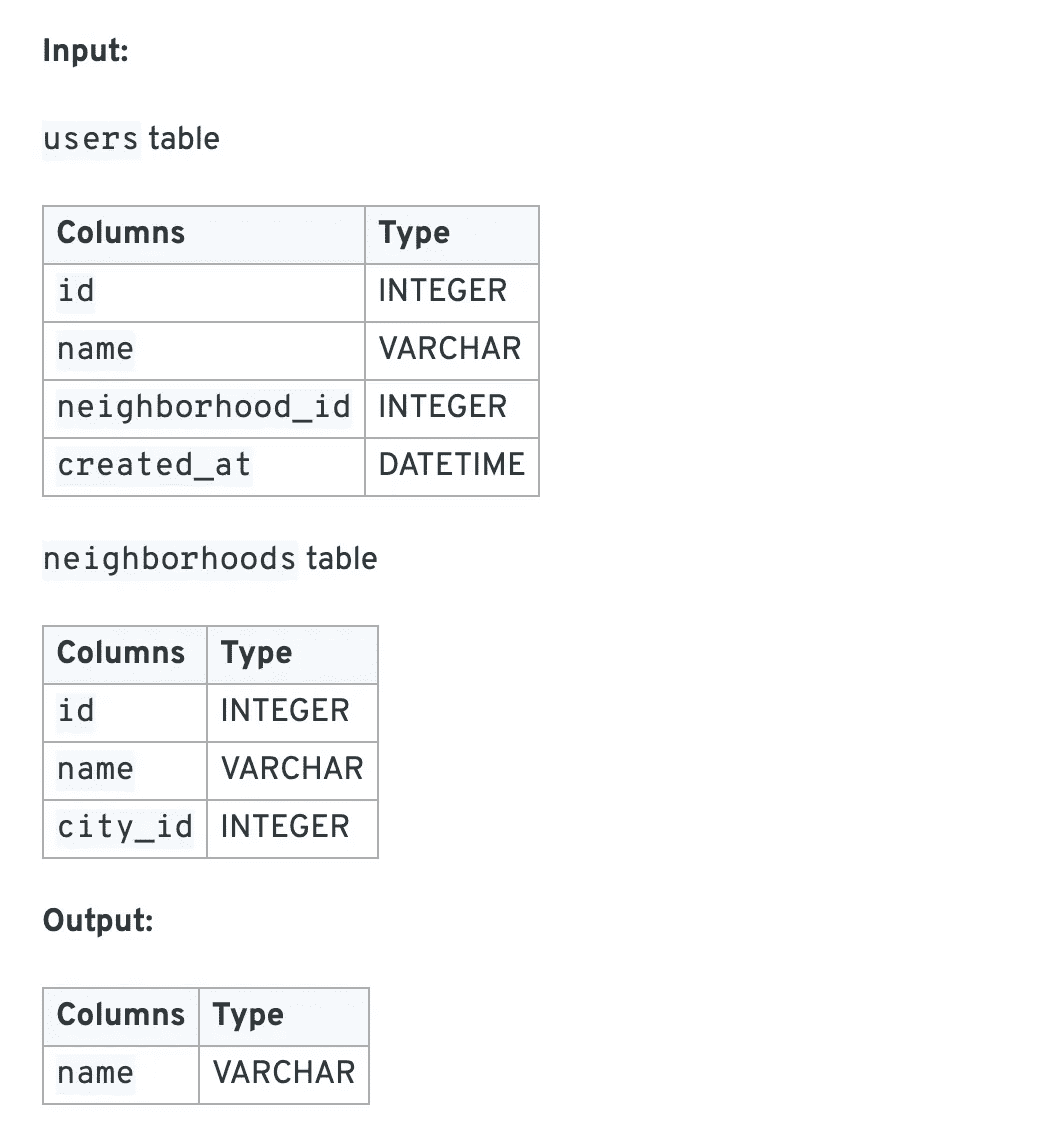 Input:
users table
Columns Type
id INTEGER
name VARCHAR
neighborhood_id INTEGER
created_at DATETIME
neighborhoods table
Columns Type
id INTEGER
name VARCHAR
city_id INTEGER
Output:
Columns Type
name VARCHAR